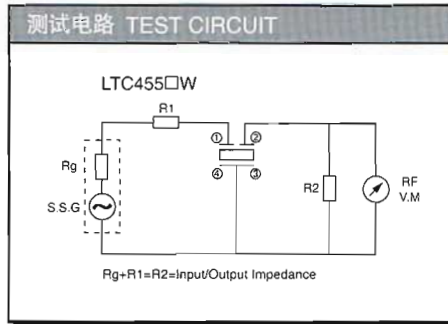 测试电路 TEST CIRCUIT
LTC455□W
R1
① ②
Rg
④ ③
R2
RF
V.M
S.S.G
Rg+R1=R2=Input/Output Impedance